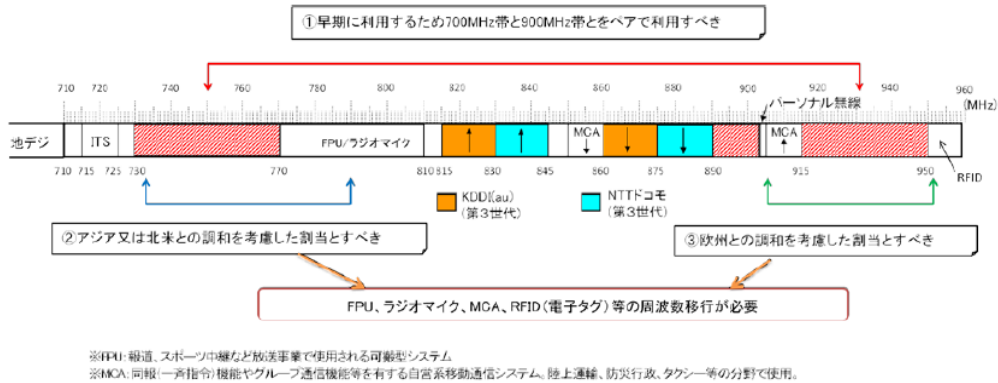 ①早期に利用するため700MHz帯と900MHz帯とをペアで利用すべき
710 720 740 760 780 800 820 840 860 880 900 920 940 960 (MHz)
パーソナル無線
地デジ ITS FPU/ラジオマイク MCA MCA
710 715 725 730 770 810 815 830 845 860 875 890 915 950 RFID
KDDI(au)
(第3世代)
NTTドコモ
(第3世代)
②アジア又は北米との調和を考慮した割当とすべき
③欧州との調和を考慮した割当とすべき
FPU、ラジオマイク、MCA、RFID(電子タグ)等の周波数移行が必要
※FPU:報道、スポーツ中継など放送事業で使用される可搬型システム
※MCA:同報(一斉指令)機能やグループ通信機能等を有する自営系移動通信システム。陸上運輸、防災行政、タクシー等の分野で使用。